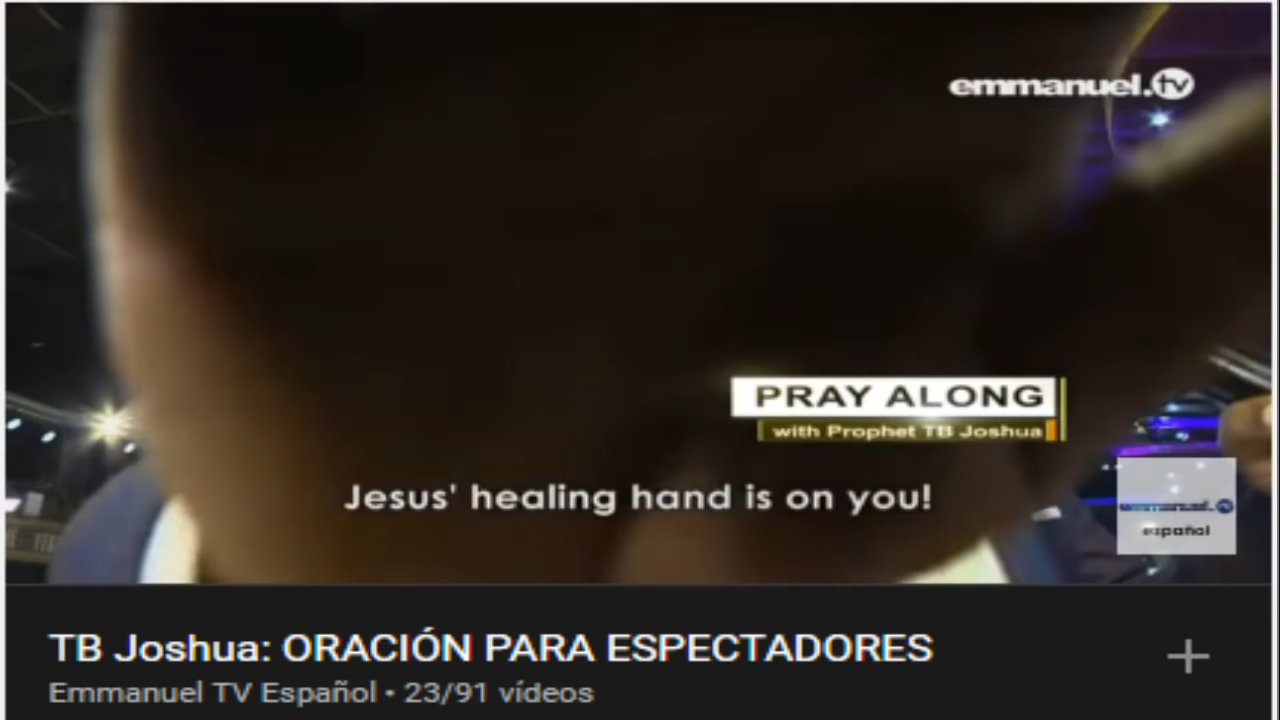 emmanuel.tv
PRAY ALONG
with Prophet TB Joshua
Jesus' healing hand is on you!
emmanuel.tv
español
TB Joshua: ORACIÓN PARA ESPECTADORES
Emmanuel TV Español • 23/91 vídeos